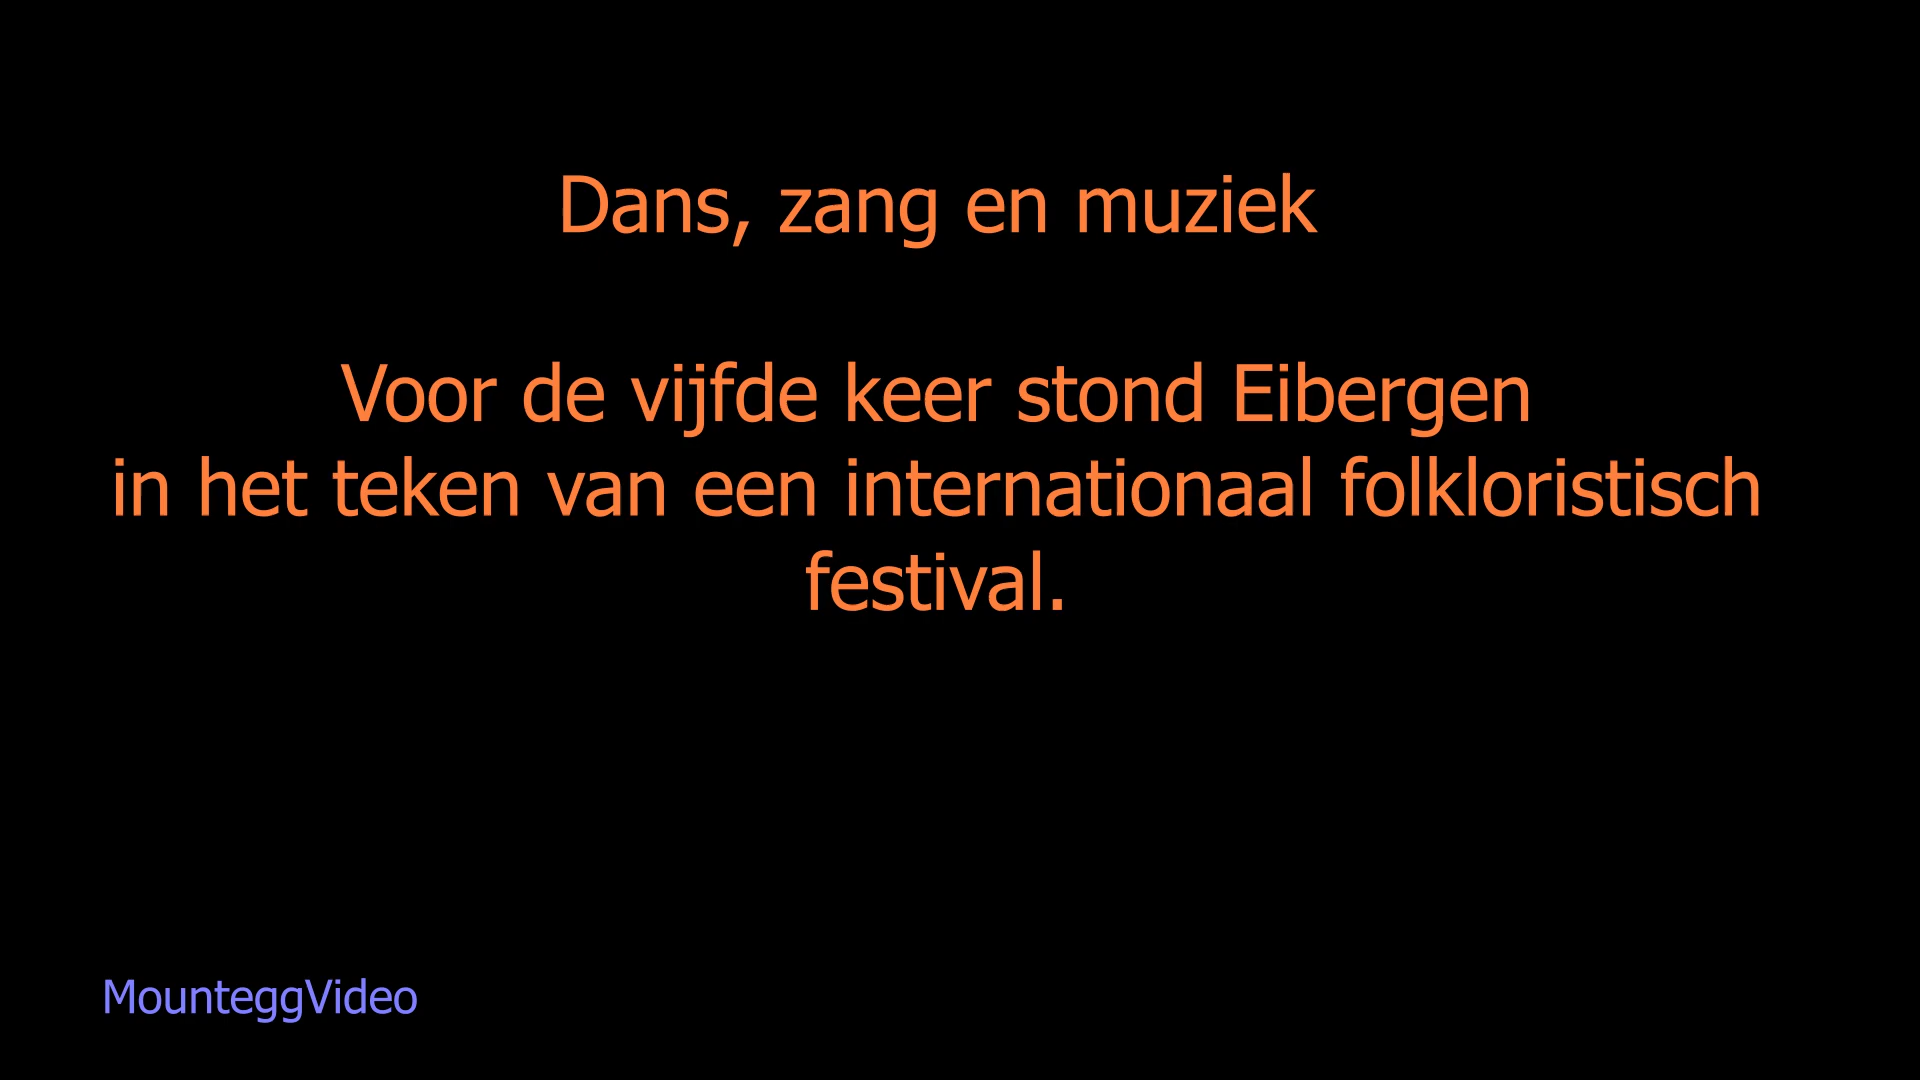 Dans, zang en muziek
Voor de vijfde keer stond Eibergen
in het teken van een internationaal folkloristisch
festival.
MounteggVideo